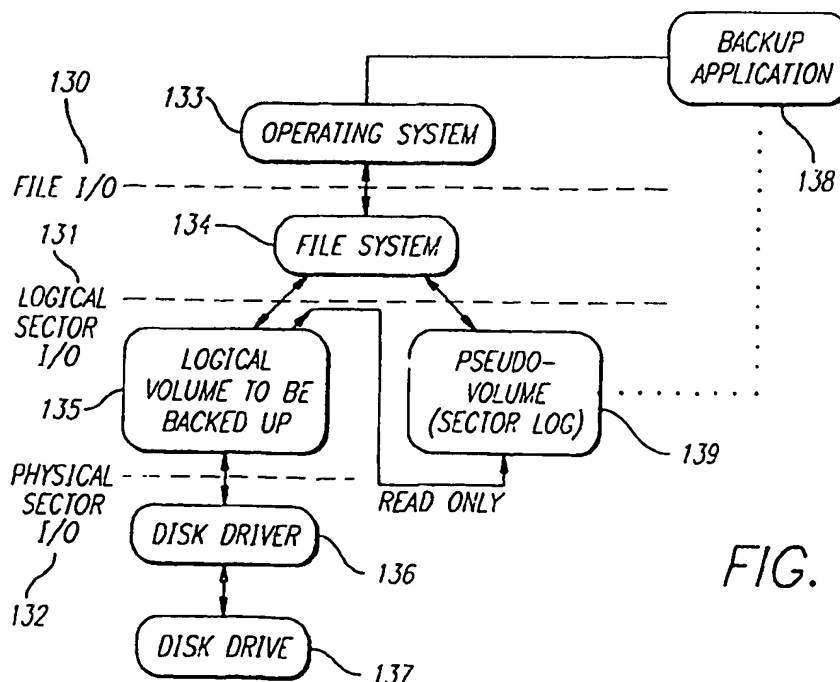 BACKUP
APPLICATION
138
130
133
OPERATING SYSTEM
FILE I/O
134
FILE SYSTEM
131
LOGICAL
SECTOR
I/O
135
LOGICAL
VOLUME TO BE
BACKED UP
PSEUDO-
VOLUME
(SECTOR LOG)
139
PHYSICAL
SECTOR
I/O
132
READ ONLY
DISK DRIVER
136
DISK DRIVE
137
FIG.